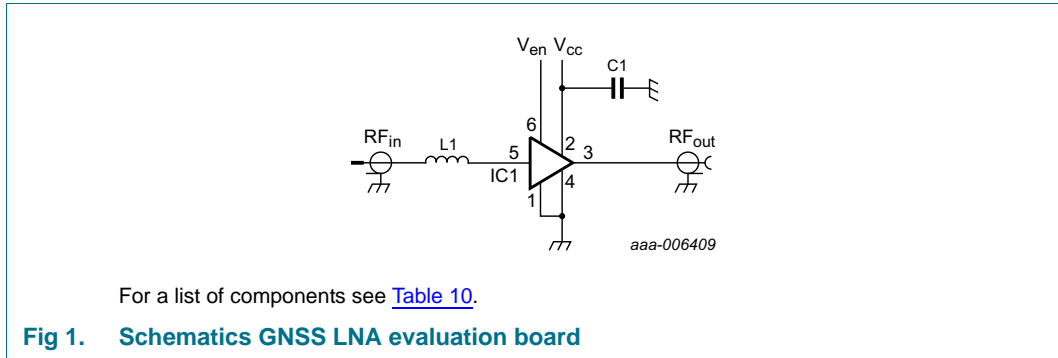 Ven Vcc
C1
6
RFin
L1
5
2
3
RFout
IC1
1
4
aaa-006409
For a list of components see Table 10.
Fig 1. Schematics GNSS LNA evaluation board